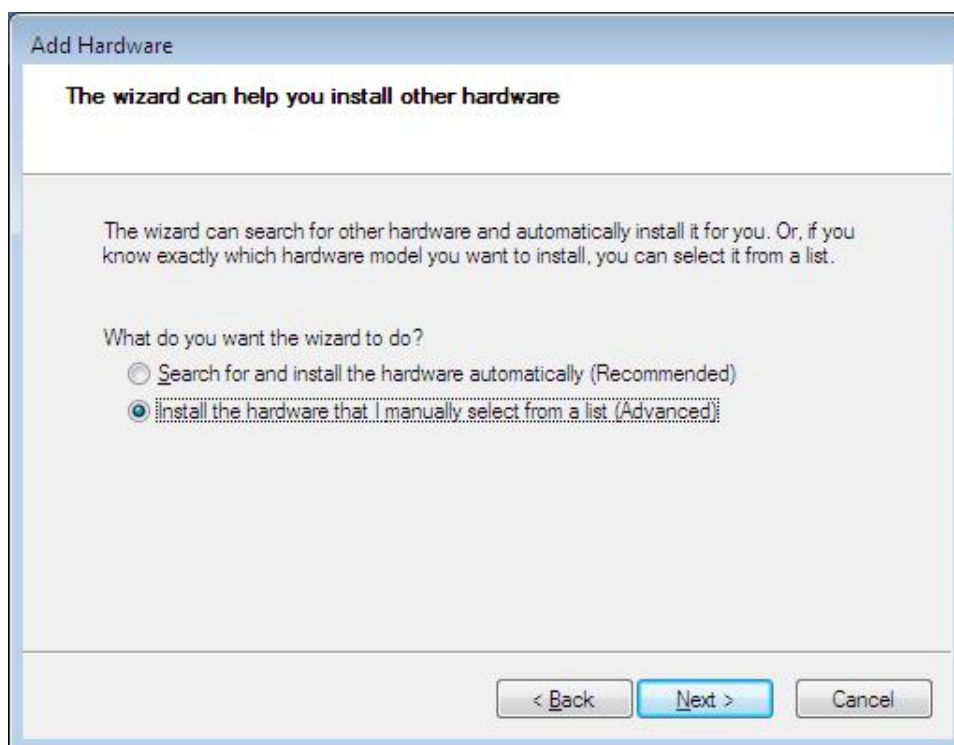 Add Hardware
The wizard can help you install other hardware
The wizard can search for other hardware and automatically install it for you. Or, if you
know exactly which hardware model you want to install, you can select it from a list.
What do you want the wizard to do?
Search for and install the hardware automatically (Recommended)
Install the hardware that I manually select from a list (Advanced)
< Back Next > Cancel